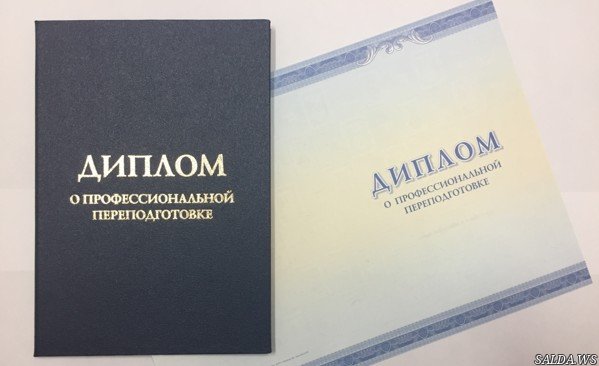 ДИПЛОМ
О ПРОФЕССИОНАЛЬНОЙ
ПЕРЕПОДГОТОВКЕ
ДИПЛОМ
О ПРОФЕССИОНАЛЬНОЙ
ПЕРЕПОДГОТОВКЕ
SALDA.WS